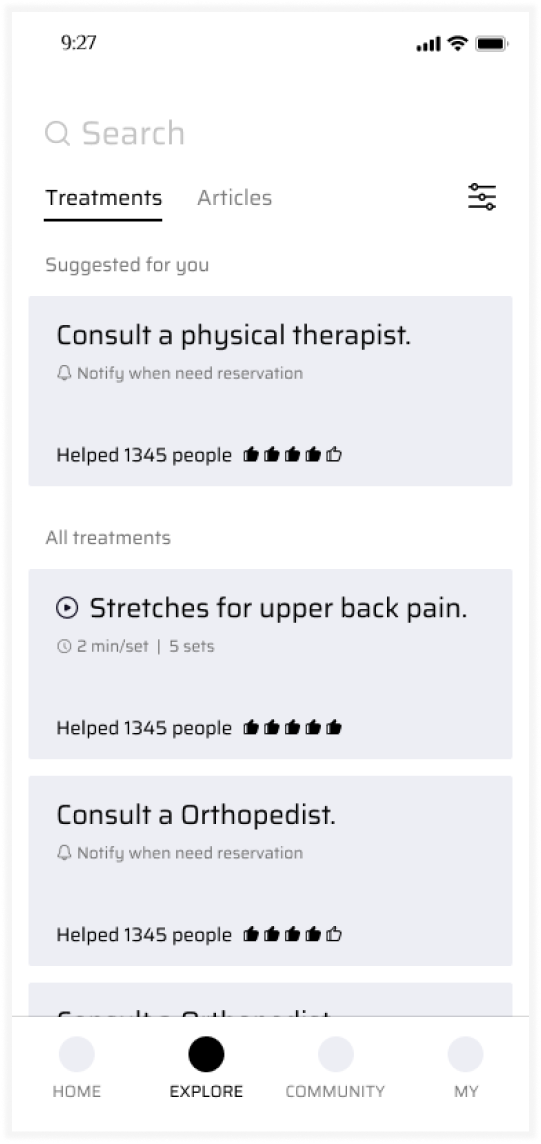 9:27
Search
Treatments Articles
Suggested for you
Consult a physical therapist.
Notify when need reservation
Helped 1345 people
All treatments
Stretches for upper back pain.
2 min/set | 5 sets
Helped 1345 people
Consult a Orthopedist.
Notify when need reservation
Helped 1345 people
Consult a Orthopedist.
HOME EXPLORE COMMUNITY MY